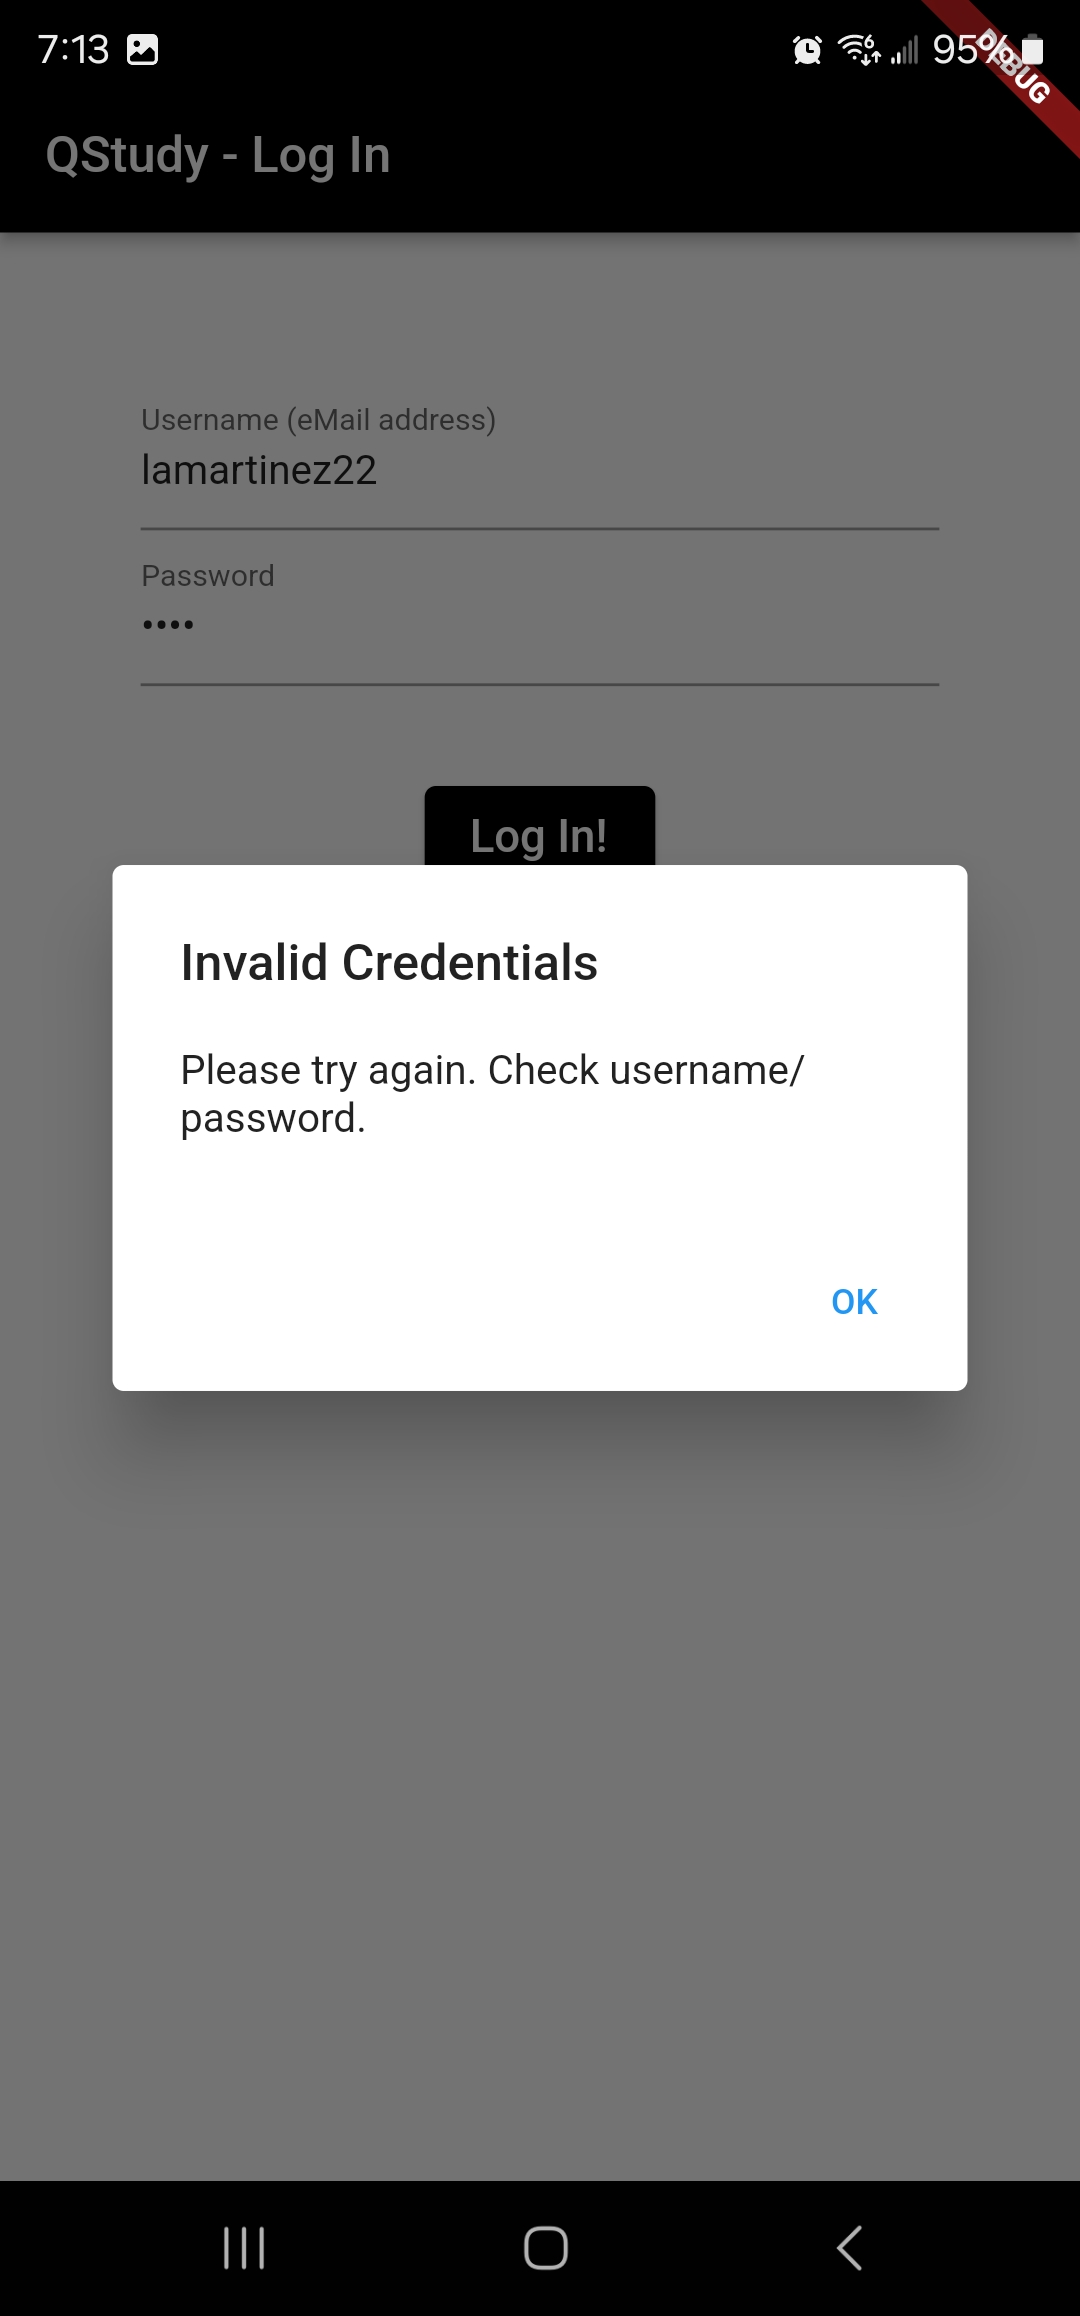 7:13
6
95%
DEBUG
QStudy - Log In
Username (eMail address)
lamartinez22
Password
••••
Log In!
Invalid Credentials
Please try again. Check username/
password.
OK